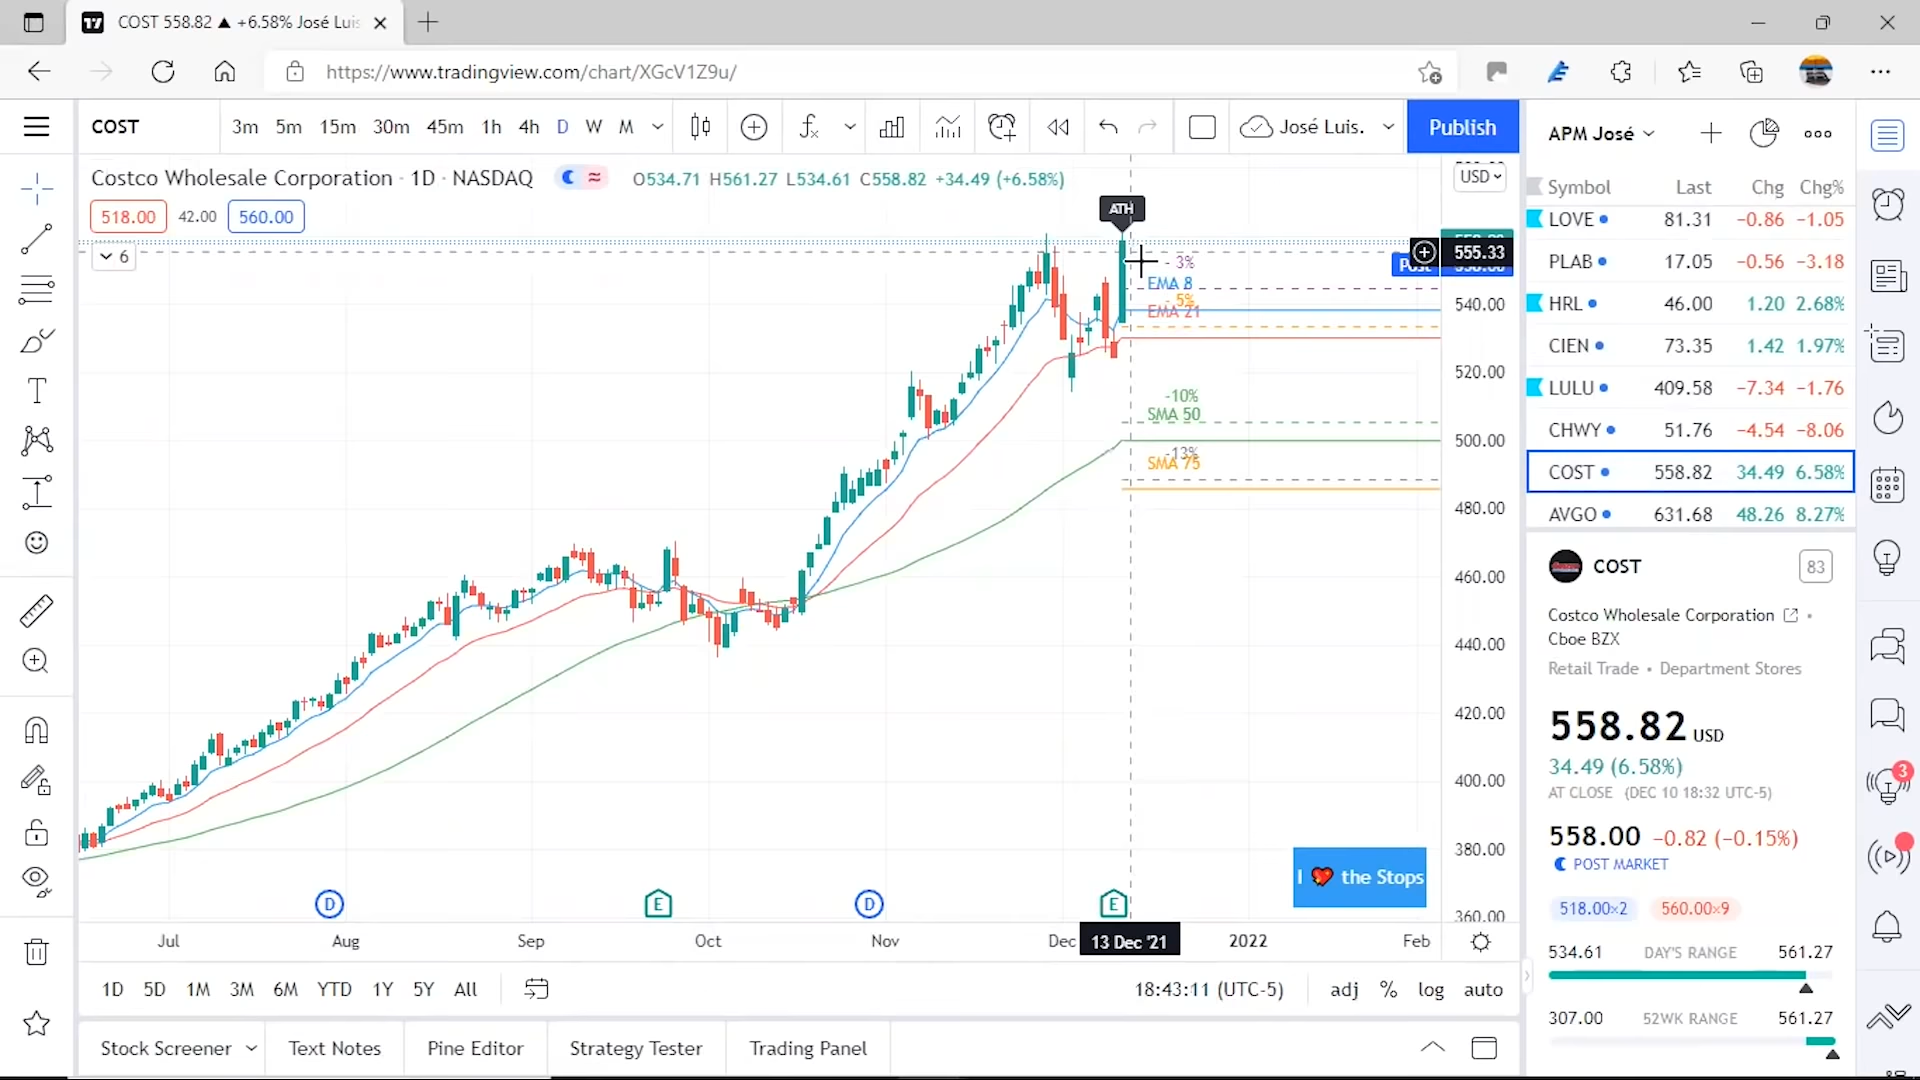 COST 558.82 ▲ +6.58% José Luis
https://www.tradingview.com/chart/XGcV1Z9u/
COST
3m 5m 15m 30m 45m 1h 4h D W M
José Luis.
Publish
Costco Wholesale Corporation · 1D · NASDAQ
O534.71 H561.27 L534.61 C558.82 +34.49 (+6.58%)
518.00 42.00 560.00
6
USD
ATH
555.33
- 3%
EMA 8
- 5%
EMA 21
-10%
SMA 50
-13%
SMA 75
540.00
520.00
500.00
480.00
460.00
440.00
420.00
400.00
380.00
360.00
I ❤ the Stops
D E D E
Jul Aug Sep Oct Nov Dec 13 Dec '21 2022 Feb
1D 5D 1M 3M 6M YTD 1Y 5Y All
18:43:11 (UTC-5) adj % log auto
Stock Screener Text Notes Pine Editor Strategy Tester Trading Panel
APM José
Symbol Last Chg Chg%
LOVE 81.31 −0.86 −1.05
PLAB 17.05 −0.56 −3.18
HRL 46.00 1.20 2.68%
CIEN 73.35 1.42 1.97%
LULU 409.58 −7.34 −1.76
CHWY 51.76 −4.54 −8.06
COST 558.82 34.49 6.58%
AVGO 631.68 48.26 8.27%
COST 83
Costco Wholesale Corporation •
Cboe BZX
Retail Trade • Department Stores
558.82 USD
34.49 (6.58%)
AT CLOSE (DEC 10 18:32 UTC-5)
558.00 −0.82 (−0.15%)
POST MARKET
518.00×2 560.00×9
534.61 DAY'S RANGE 561.27
307.00 52WK RANGE 561.27
3